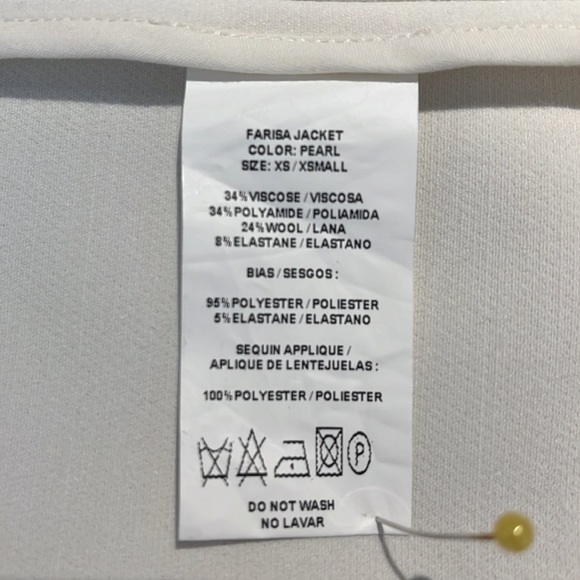 FARISA JACKET
COLOR: PEARL
SIZE: XS / XSMALL
34% VISCOSE / VISCOSA
34% POLYAMIDE / POLIAMIDA
24% WOOL / LANA
8% ELASTANE / ELASTANO
BIAS / SESGOS :
95% POLYESTER / POLIESTER
5% ELASTANE / ELASTANO
SEQUIN APPLIQUE /
APLIQUE DE LENTEJUELAS :
100% POLYESTER / POLIESTER
P
DO NOT WASH
NO LAVAR